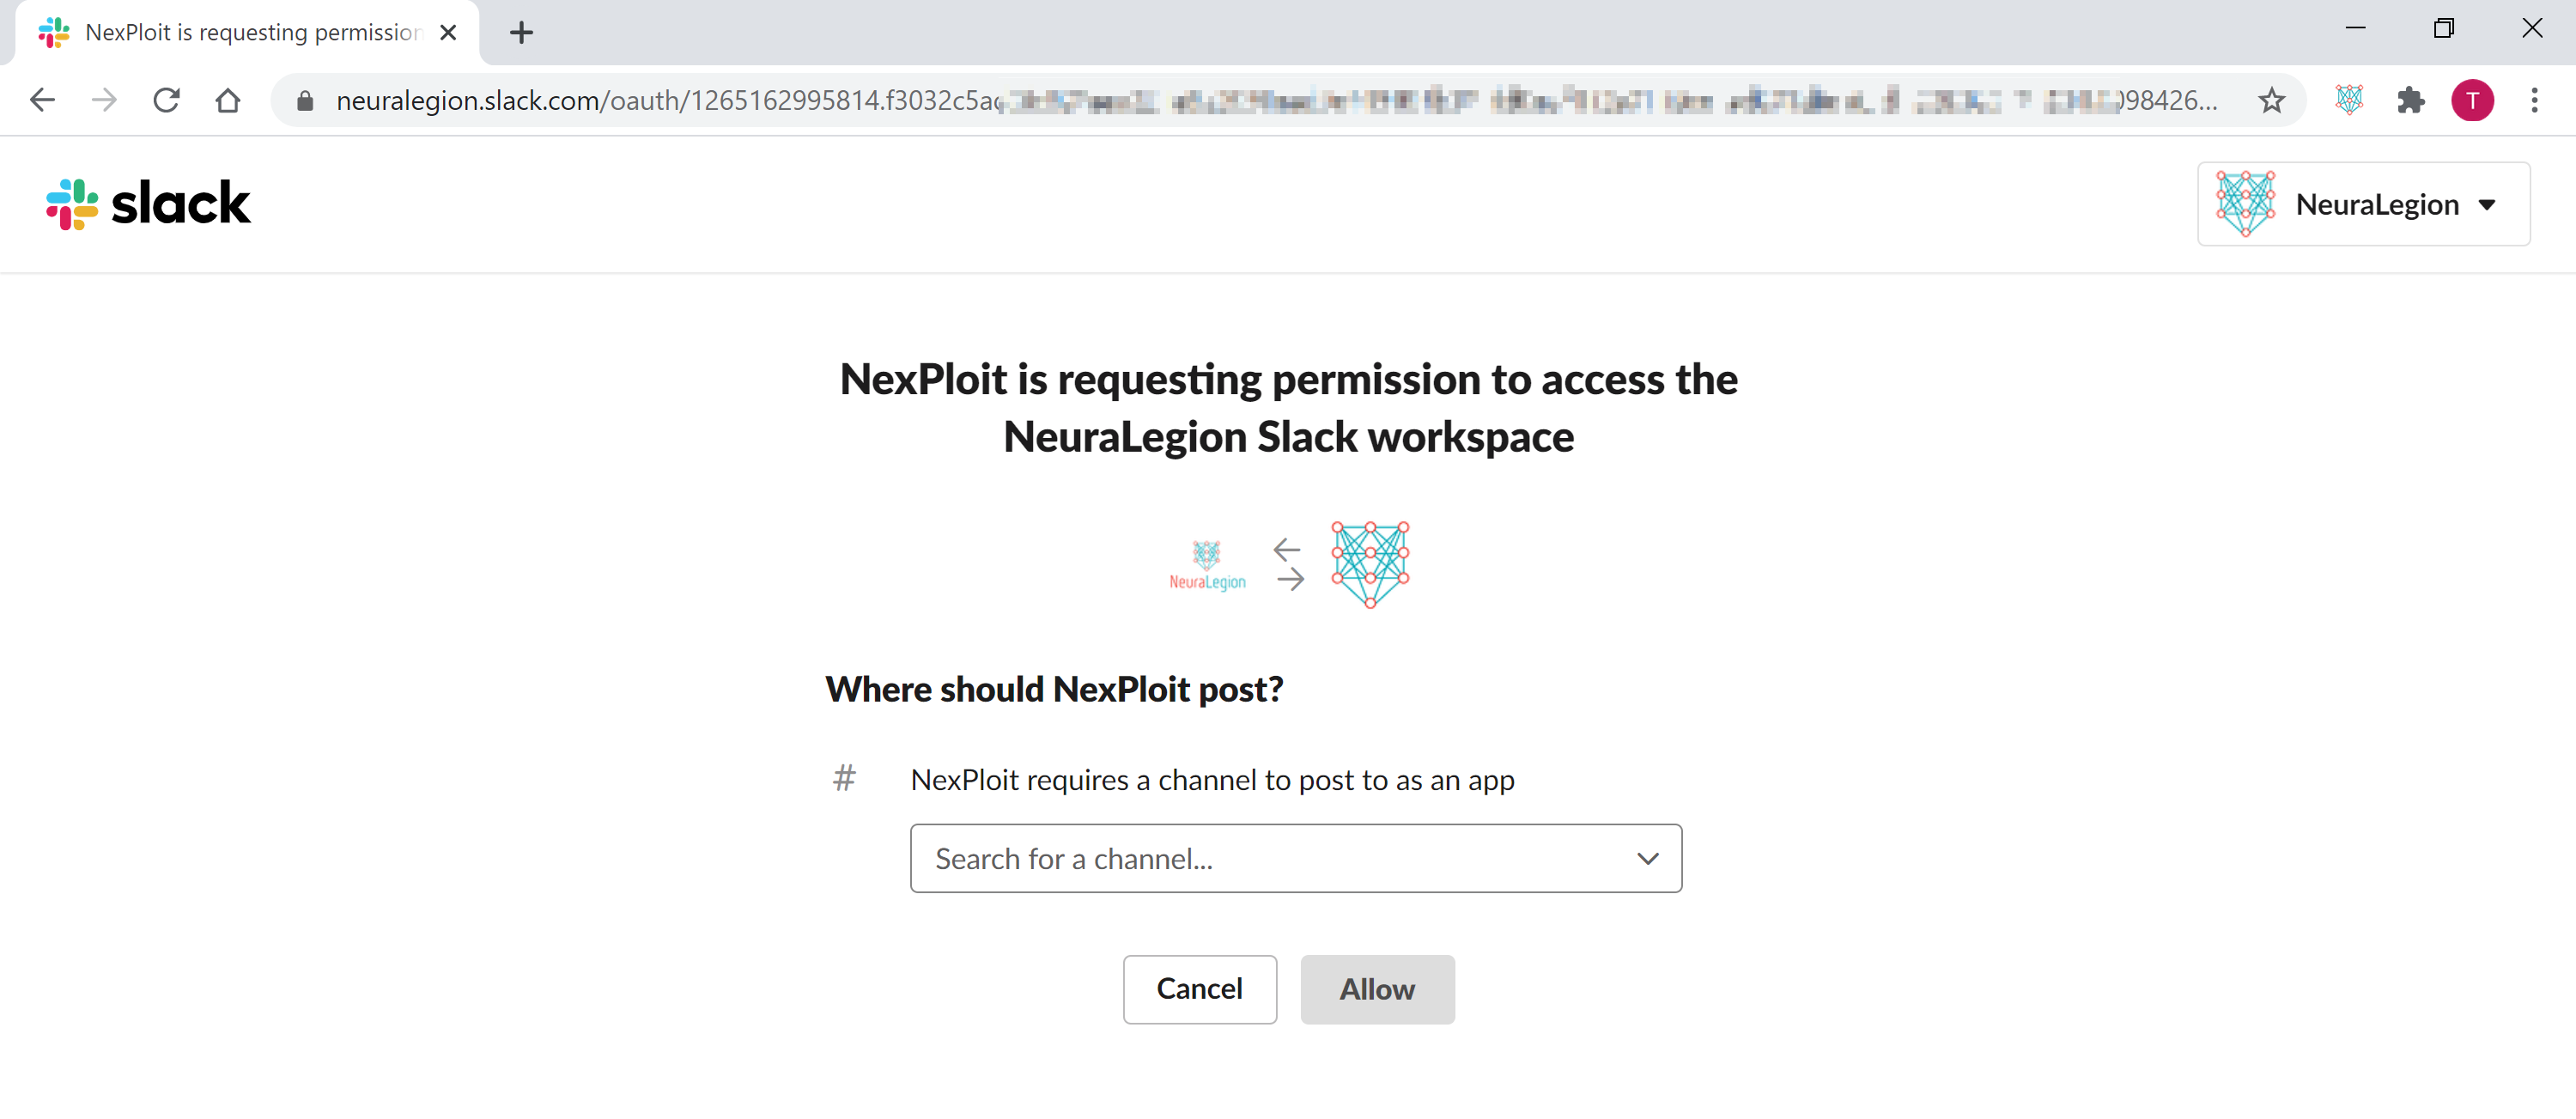 NexPloit is requesting permission
neuralegion.slack.com/oauth/1265162995814.f3032c5a
098426...
T
slack
NeuraLegion
NexPloit is requesting permission to access the
NeuraLegion Slack workspace
NeuraLegion
Where should NexPloit post?
# NexPloit requires a channel to post to as an app
Search for a channel...
Cancel
Allow